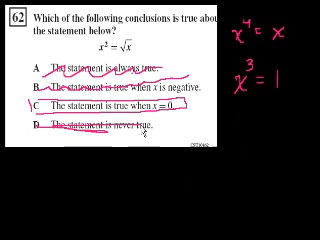 62 Which of the following conclusions is true abou
the statement below?
x² = √x
A The statement is always true.
B The statement is true when x is negative.
C The statement is true when x = 0.
D The statement is never true.
x⁴ = x
x³ = 1